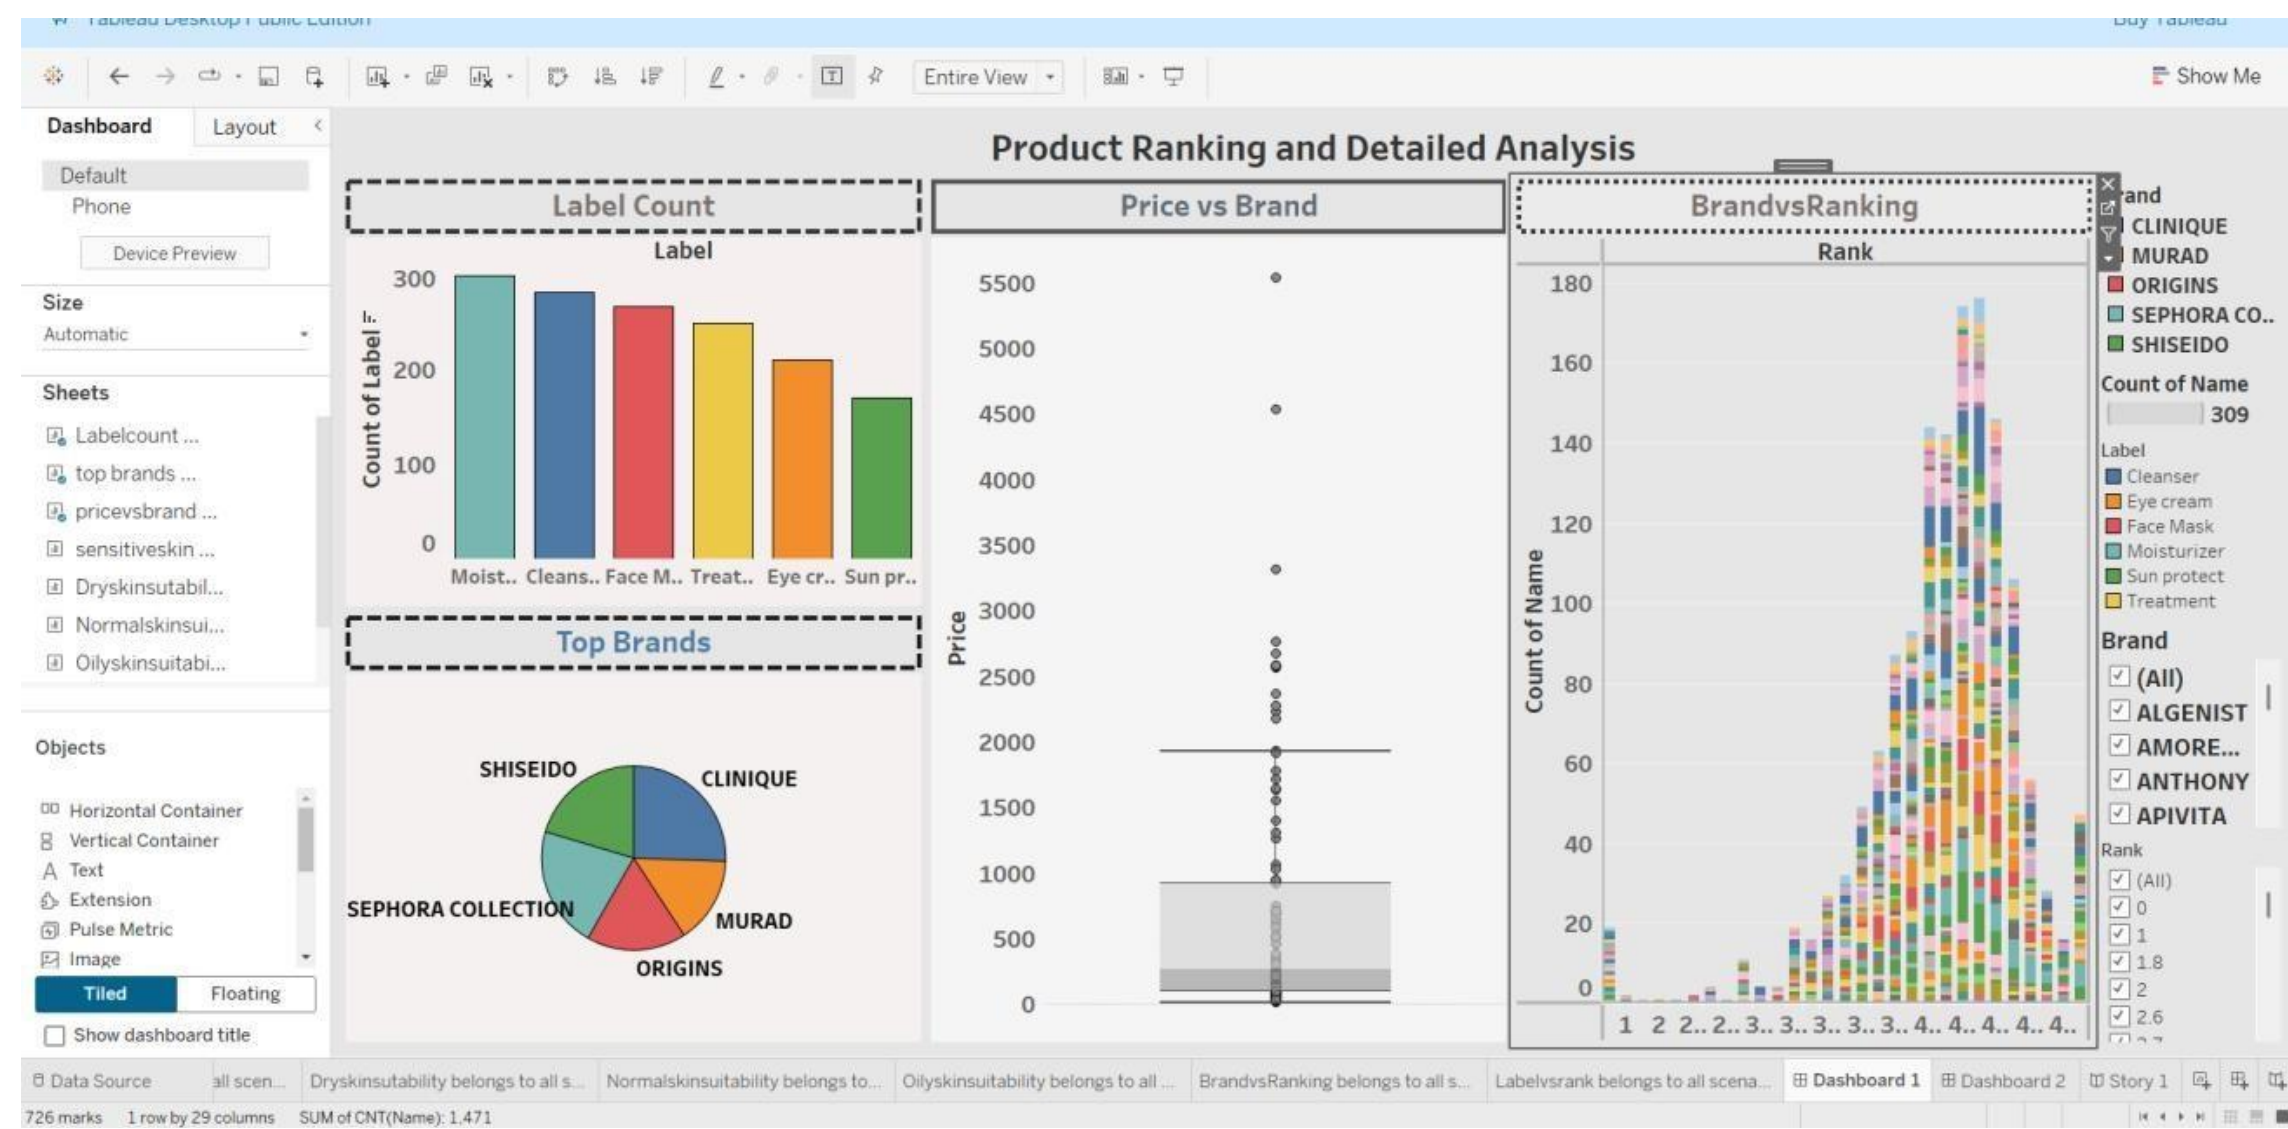 Tableau Desktop Public Edition
Buy Tableau
Entire View
Show Me
Dashboard
Layout
Default
Phone
Device Preview
Size
Automatic
Sheets
Labelcount ...
top brands ...
pricevsbrand ...
sensitiveskin ...
Dryskinsutabil...
Normalskinsui...
Oilyskinsuitabi...
Objects
Horizontal Container
Vertical Container
Text
Extension
Pulse Metric
Image
Tiled
Floating
Show dashboard title
Product Ranking and Detailed Analysis
Label Count
Label
Count of Label
300
200
100
0
Moist.. Cleans.. Face M.. Treat.. Eye cr.. Sun pr..
Top Brands
SHISEIDO
CLINIQUE
SEPHORA COLLECTION
MURAD
ORIGINS
Price vs Brand
Price
5500
5000
4500
4000
3500
3000
2500
2000
1500
1000
500
0
BrandvsRanking
Rank
Count of Name
180
160
140
120
100
80
60
40
20
0
1 2 2.. 2.. 3.. 3.. 3.. 3.. 3.. 4.. 4.. 4.. 4.. 4..
rand
CLINIQUE
MURAD
ORIGINS
SEPHORA CO..
SHISEIDO
Count of Name
309
Label
Cleanser
Eye cream
Face Mask
Moisturizer
Sun protect
Treatment
Brand
(All)
ALGENIST
AMORE...
ANTHONY
APIVITA
Rank
(All)
0
1
1.8
2
2.6
Data Source
all scen...
Dryskinsutability belongs to all s...
Normalskinsuitability belongs to...
Oilyskinsuitability belongs to all ...
BrandvsRanking belongs to all s...
Labelvsrank belongs to all scena...
Dashboard 1
Dashboard 2
Story 1
726 marks 1 row by 29 columns SUM of CNT(Name): 1,471